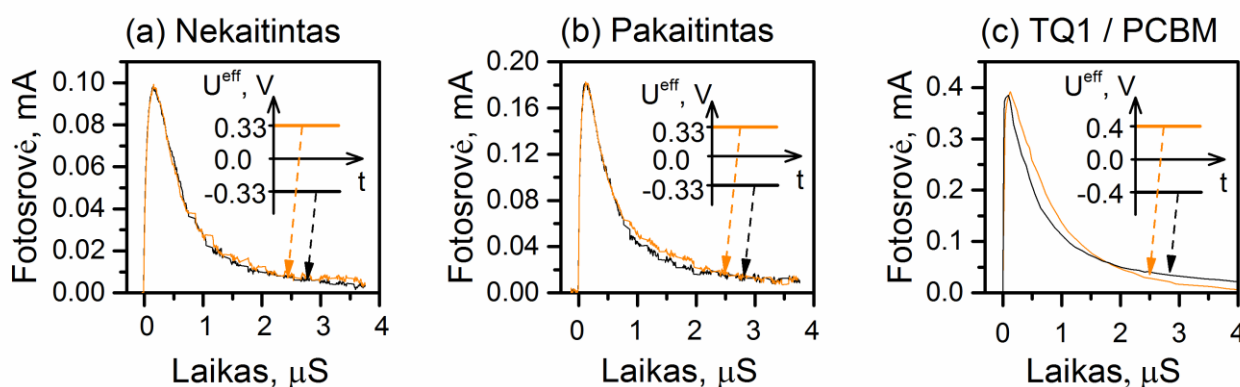 (a) Nekaitintas
Fotosrovė, mA
0.10
0.08
0.06
0.04
0.02
0.00
U^eff, V
0.33
0.0
-0.33
t
0 1 2 3 4
Laikas, μS
(b) Pakaitintas
Fotosrovė, mA
0.20
0.16
0.12
0.08
0.04
0.00
U^eff, V
0.33
0.0
-0.33
t
0 1 2 3 4
Laikas, μS
(c) TQ1 / PCBM
Fotosrovė, mA
0.4
0.3
0.2
0.1
0.0
U^eff, V
0.4
0.0
-0.4
t
0 1 2 3 4
Laikas, μS